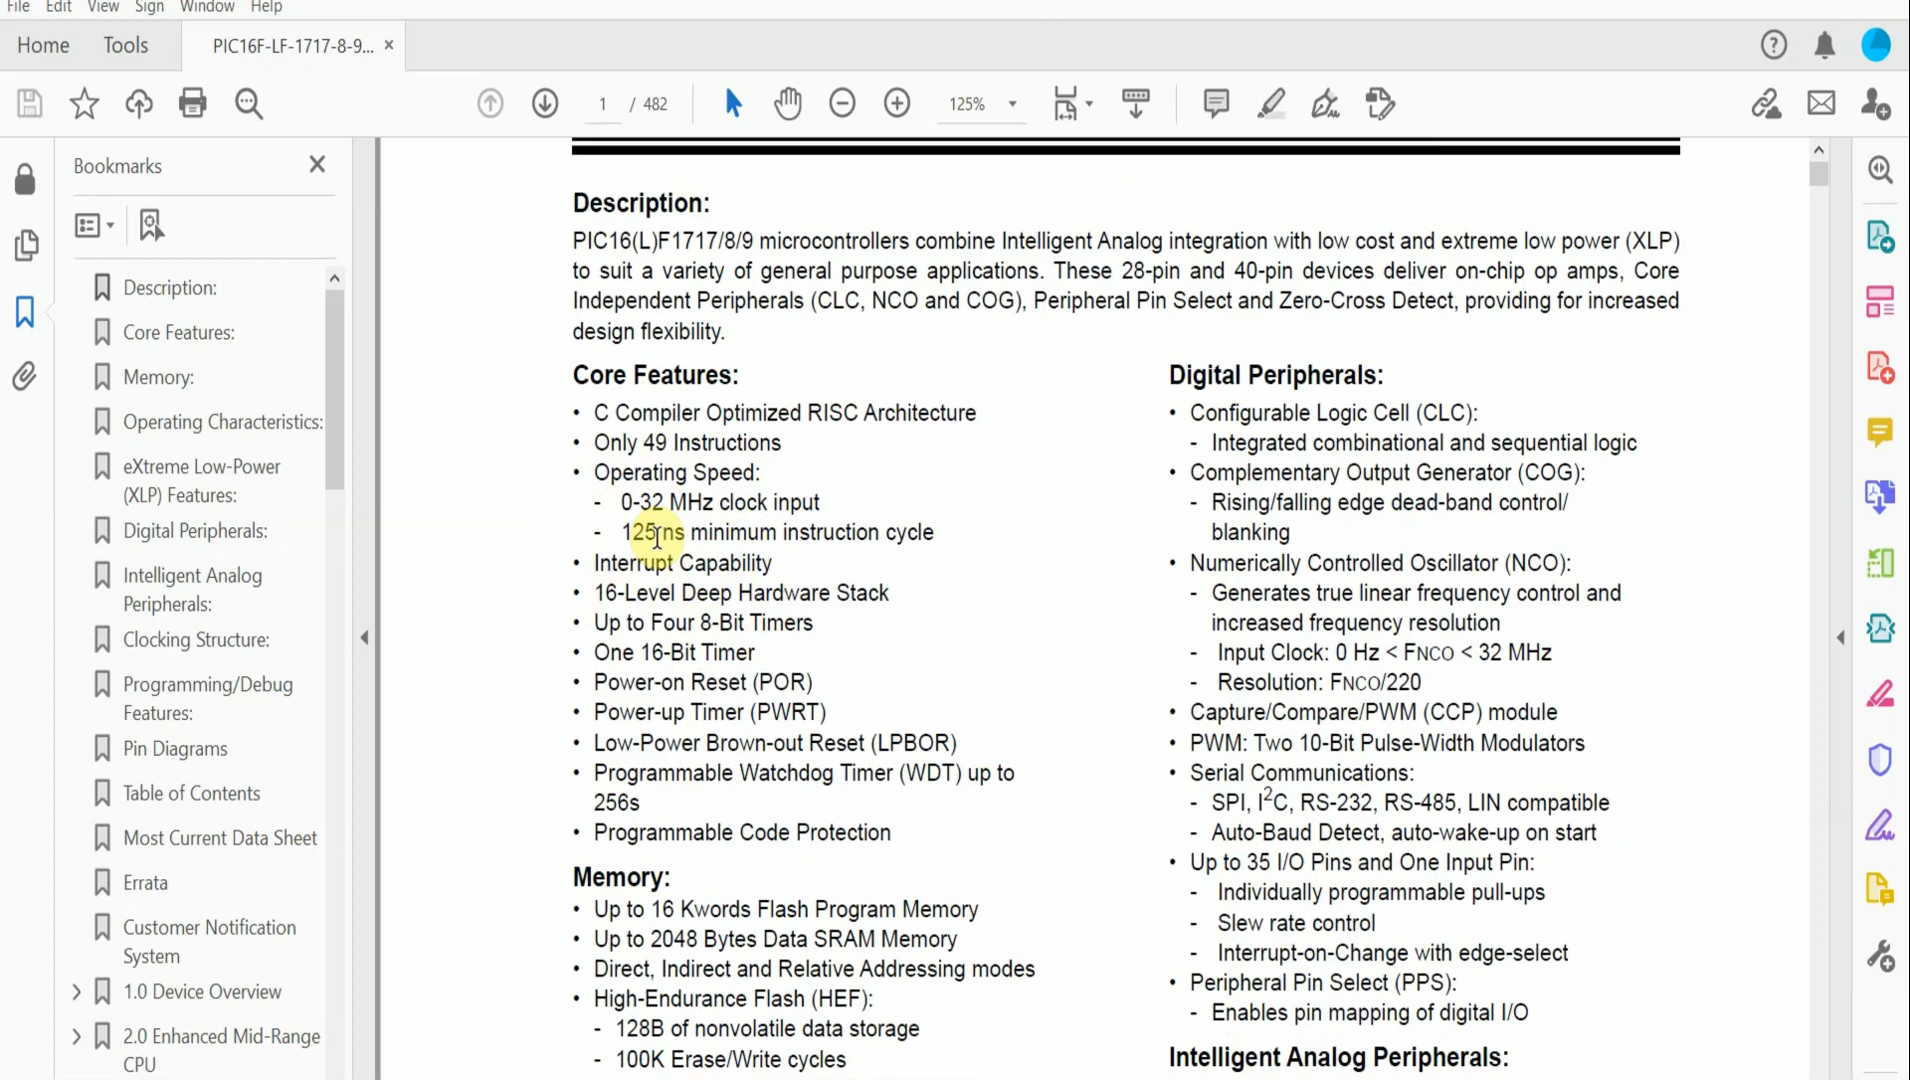 File Edit View Sign Window Help
Home Tools PIC16F-LF-1717-8-9... ×
1 / 482 125%
Bookmarks
Description:
Core Features:
Memory:
Operating Characteristics:
eXtreme Low-Power
(XLP) Features:
Digital Peripherals:
Intelligent Analog
Peripherals:
Clocking Structure:
Programming/Debug
Features:
Pin Diagrams
Table of Contents
Most Current Data Sheet
Errata
Customer Notification
System
1.0 Device Overview
2.0 Enhanced Mid-Range
CPU
Description:
PIC16(L)F1717/8/9 microcontrollers combine Intelligent Analog integration with low cost and extreme low power (XLP)
to suit a variety of general purpose applications. These 28-pin and 40-pin devices deliver on-chip op amps, Core
Independent Peripherals (CLC, NCO and COG), Peripheral Pin Select and Zero-Cross Detect, providing for increased
design flexibility.
Core Features:
• C Compiler Optimized RISC Architecture
• Only 49 Instructions
• Operating Speed:
- 0-32 MHz clock input
- 125 ns minimum instruction cycle
• Interrupt Capability
• 16-Level Deep Hardware Stack
• Up to Four 8-Bit Timers
• One 16-Bit Timer
• Power-on Reset (POR)
• Power-up Timer (PWRT)
• Low-Power Brown-out Reset (LPBOR)
• Programmable Watchdog Timer (WDT) up to
256s
• Programmable Code Protection
Memory:
• Up to 16 Kwords Flash Program Memory
• Up to 2048 Bytes Data SRAM Memory
• Direct, Indirect and Relative Addressing modes
• High-Endurance Flash (HEF):
- 128B of nonvolatile data storage
- 100K Erase/Write cycles
Digital Peripherals:
• Configurable Logic Cell (CLC):
- Integrated combinational and sequential logic
• Complementary Output Generator (COG):
- Rising/falling edge dead-band control/
blanking
• Numerically Controlled Oscillator (NCO):
- Generates true linear frequency control and
increased frequency resolution
- Input Clock: 0 Hz < FNCO < 32 MHz
- Resolution: FNCO/220
• Capture/Compare/PWM (CCP) module
• PWM: Two 10-Bit Pulse-Width Modulators
• Serial Communications:
- SPI, I2C, RS-232, RS-485, LIN compatible
- Auto-Baud Detect, auto-wake-up on start
• Up to 35 I/O Pins and One Input Pin:
- Individually programmable pull-ups
- Slew rate control
- Interrupt-on-Change with edge-select
• Peripheral Pin Select (PPS):
- Enables pin mapping of digital I/O
Intelligent Analog Peripherals: